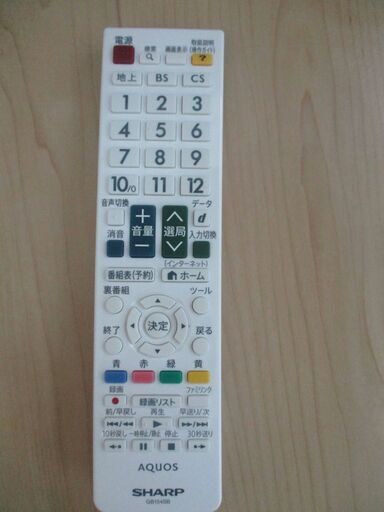 電源
検索
画面表示
取扱説明
(操作ガイド)
?
地上 BS CS
1 2 3
4 5 6
7 8 9
10/0 11 12
音声切換
データ
+
音量
−
選局
d
消音
入力切換
(インターネット)
番組表(予約)
ホーム
裏番組
ツール
決定
終了
戻る
青 赤 緑 黄
録画
ファミリンク
録画リスト
前/早戻し 再生 早送り/次
10秒戻し 一時停止/静止 停止 30秒送り
AQUOS
SHARP